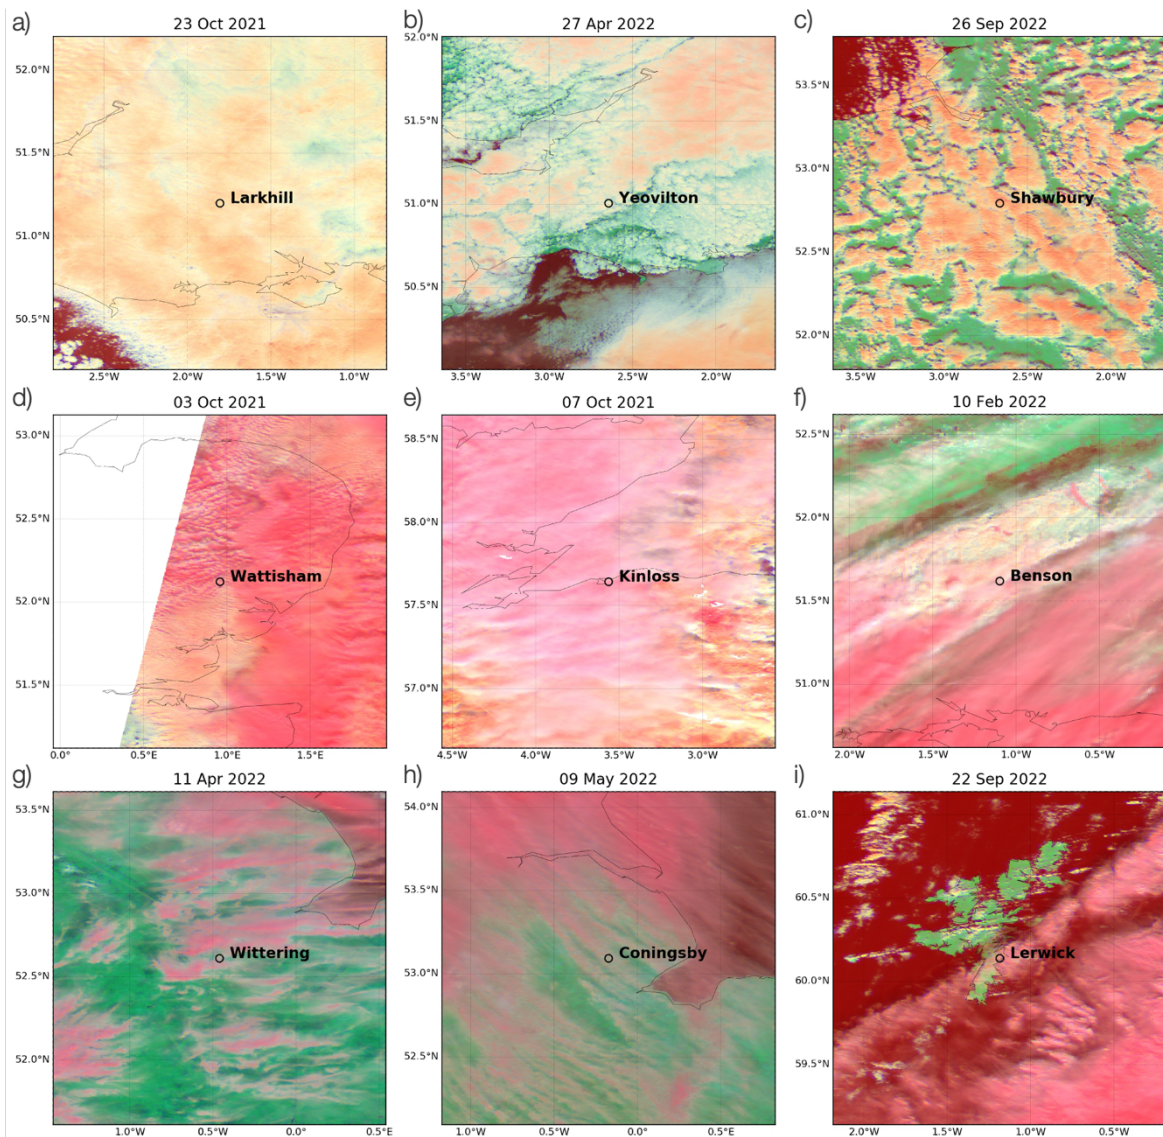 a) 23 Oct 2021
52.0°N
51.5°N
51.0°N
50.5°N
Larkhill
2.5°W 2.0°W 1.5°W 1.0°W
b) 27 Apr 2022
52.0°N
51.5°N
51.0°N
50.5°N
Yeovilton
3.5°W 3.0°W 2.5°W 2.0°W
c) 26 Sep 2022
53.5°N
53.0°N
52.5°N
52.0°N
Shawbury
3.5°W 3.0°W 2.5°W 2.0°W
d) 03 Oct 2021
53.0°N
52.5°N
52.0°N
51.5°N
Wattisham
0.0° 0.5°E 1.0°E 1.5°E
e) 07 Oct 2021
58.5°N
58.0°N
57.5°N
57.0°N
Kinloss
4.5°W 4.0°W 3.5°W 3.0°W
f) 10 Feb 2022
52.5°N
52.0°N
51.5°N
51.0°N
Benson
2.0°W 1.5°W 1.0°W 0.5°W
g) 11 Apr 2022
53.5°N
53.0°N
52.5°N
52.0°N
Wittering
1.0°W 0.5°W 0.0° 0.5°E
h) 09 May 2022
54.0°N
53.5°N
53.0°N
52.5°N
Coningsby
1.0°W 0.5°W 0.0° 0.5°E
i) 22 Sep 2022
61.0°N
60.5°N
60.0°N
59.5°N
Lerwick
2.0°W 1.5°W 1.0°W 0.5°W